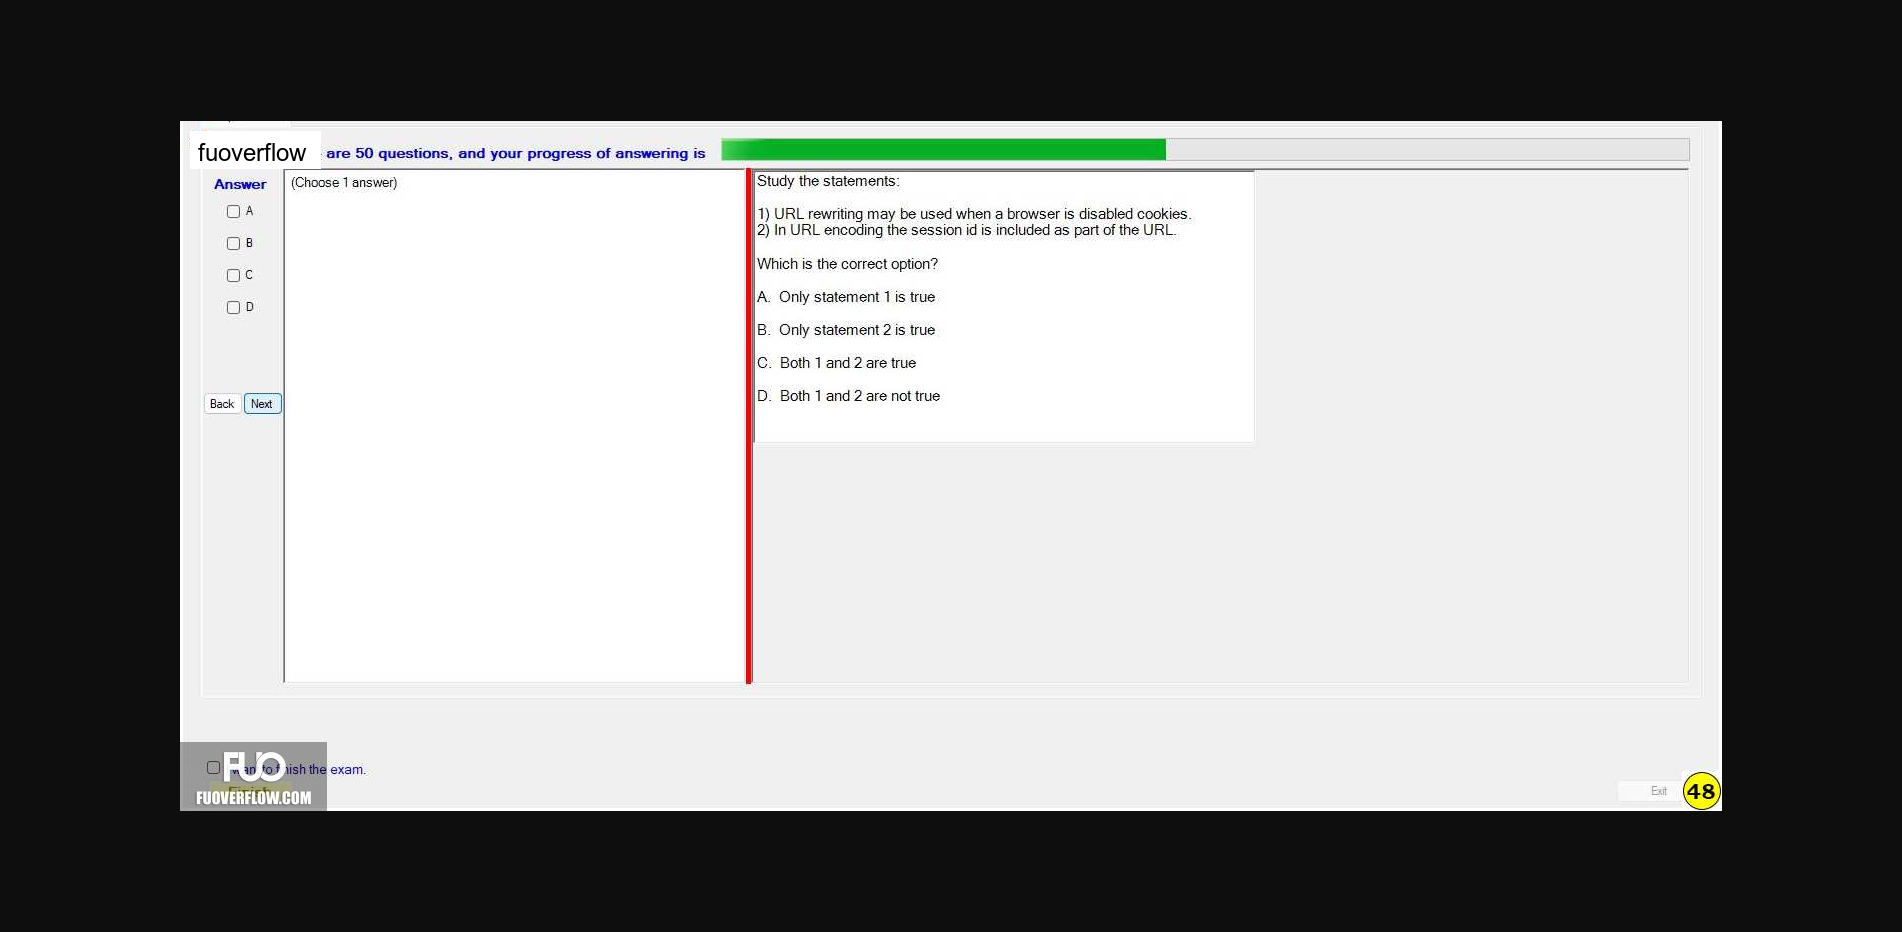 fuoverflow are 50 questions, and your progress of answering is
Answer
(Choose 1 answer)
A
B
C
D
Back Next
Study the statements:
1) URL rewriting may be used when a browser is disabled cookies.
2) In URL encoding the session id is included as part of the URL.
Which is the correct option?
A. Only statement 1 is true
B. Only statement 2 is true
C. Both 1 and 2 are true
D. Both 1 and 2 are not true
FUO
want to finish the exam.
Finish
FUOVERFLOW.COM
Exit
48